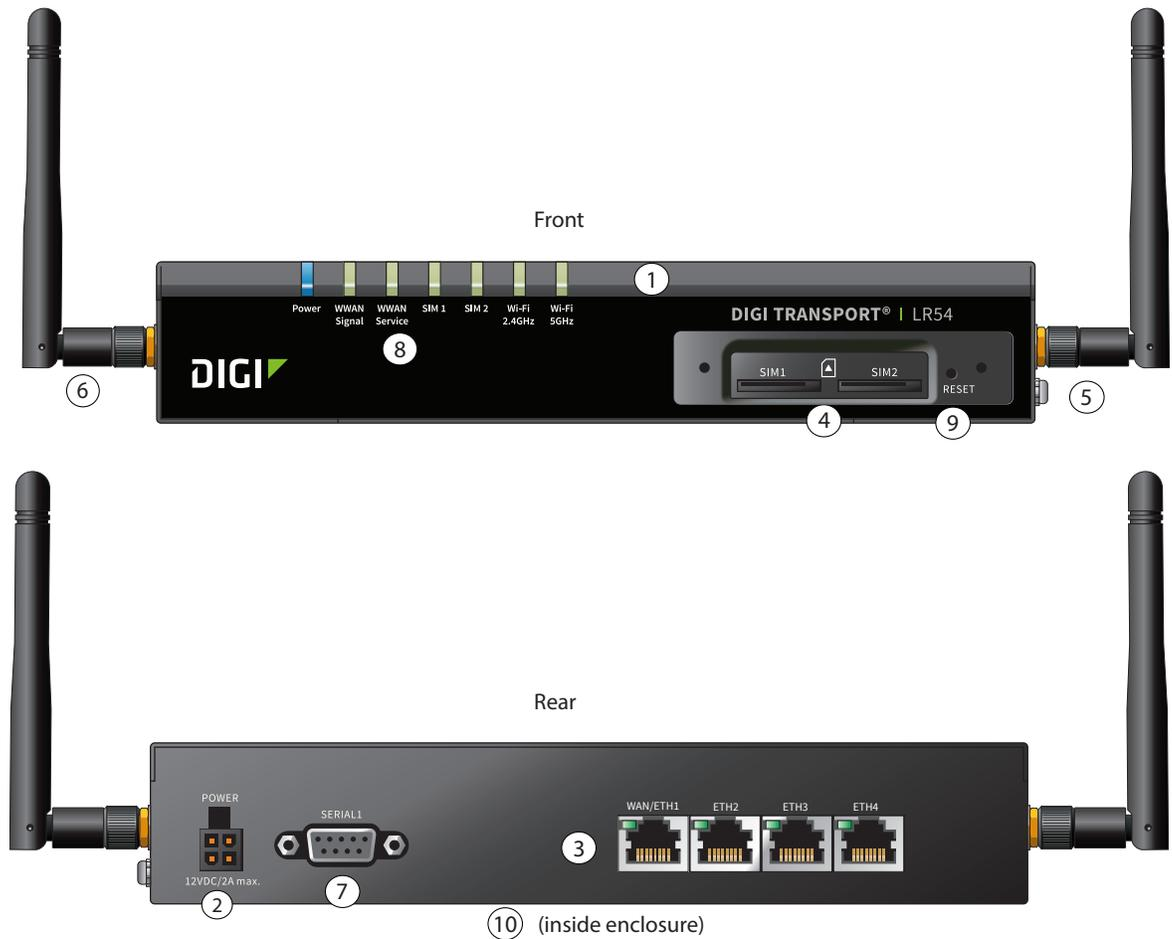 Front
1
Power
WWAN
Signal
WWAN
Service
SIM 1
SIM 2
Wi-Fi
2.4GHz
Wi-Fi
5GHz
8
DIGI TRANSPORT® | LR54
DIGI
SIM1
SIM2
RESET
6
5
4
9
Rear
POWER
SERIAL1
WAN/ETH1
ETH2
ETH3
ETH4
3
12VDC/2A max.
2
7
10 (inside enclosure)